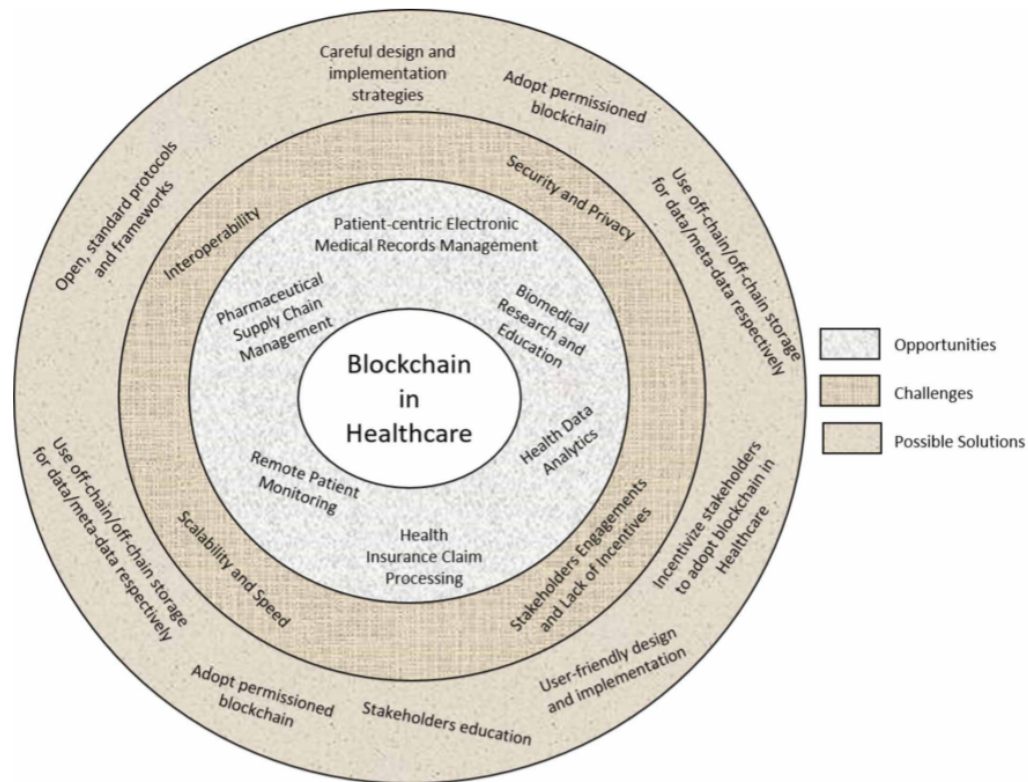 Careful design and
implementation
strategies
Adopt permissioned
blockchain
Use off-chain/off-chain storage
for data/meta-data respectively
Open, standard protocols
and frameworks
Interoperability
Security and Privacy
Patient-centric Electronic
Medical Records Management
Pharmaceutical
Supply Chain
Management
Biomedical
Research and
Education
Blockchain
in
Healthcare
Health Data
Analytics
Remote Patient
Monitoring
Health
Insurance Claim
Processing
Scalability and Speed
Stakeholders Engagements
and Lack of Incentives
Incentivize stakeholders
to adopt blockchain in
Healthcare
Use off-chain/off-chain storage
for data/meta-data respectively
Adopt permissioned
blockchain
Stakeholders education
User-friendly design
and implementation
Opportunities
Challenges
Possible Solutions